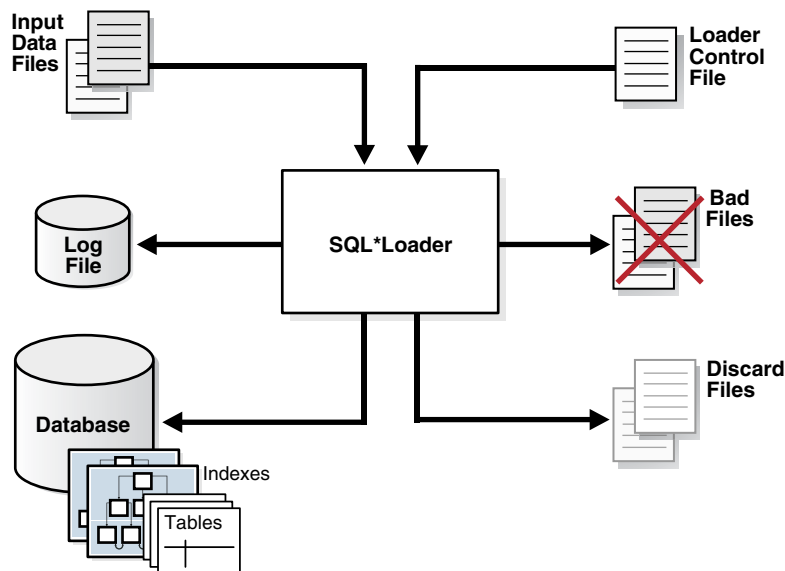 Input
Data
Files
Loader
Control
File
Log
File
SQL*Loader
Bad
Files
Database
Indexes
Tables
Discard
Files